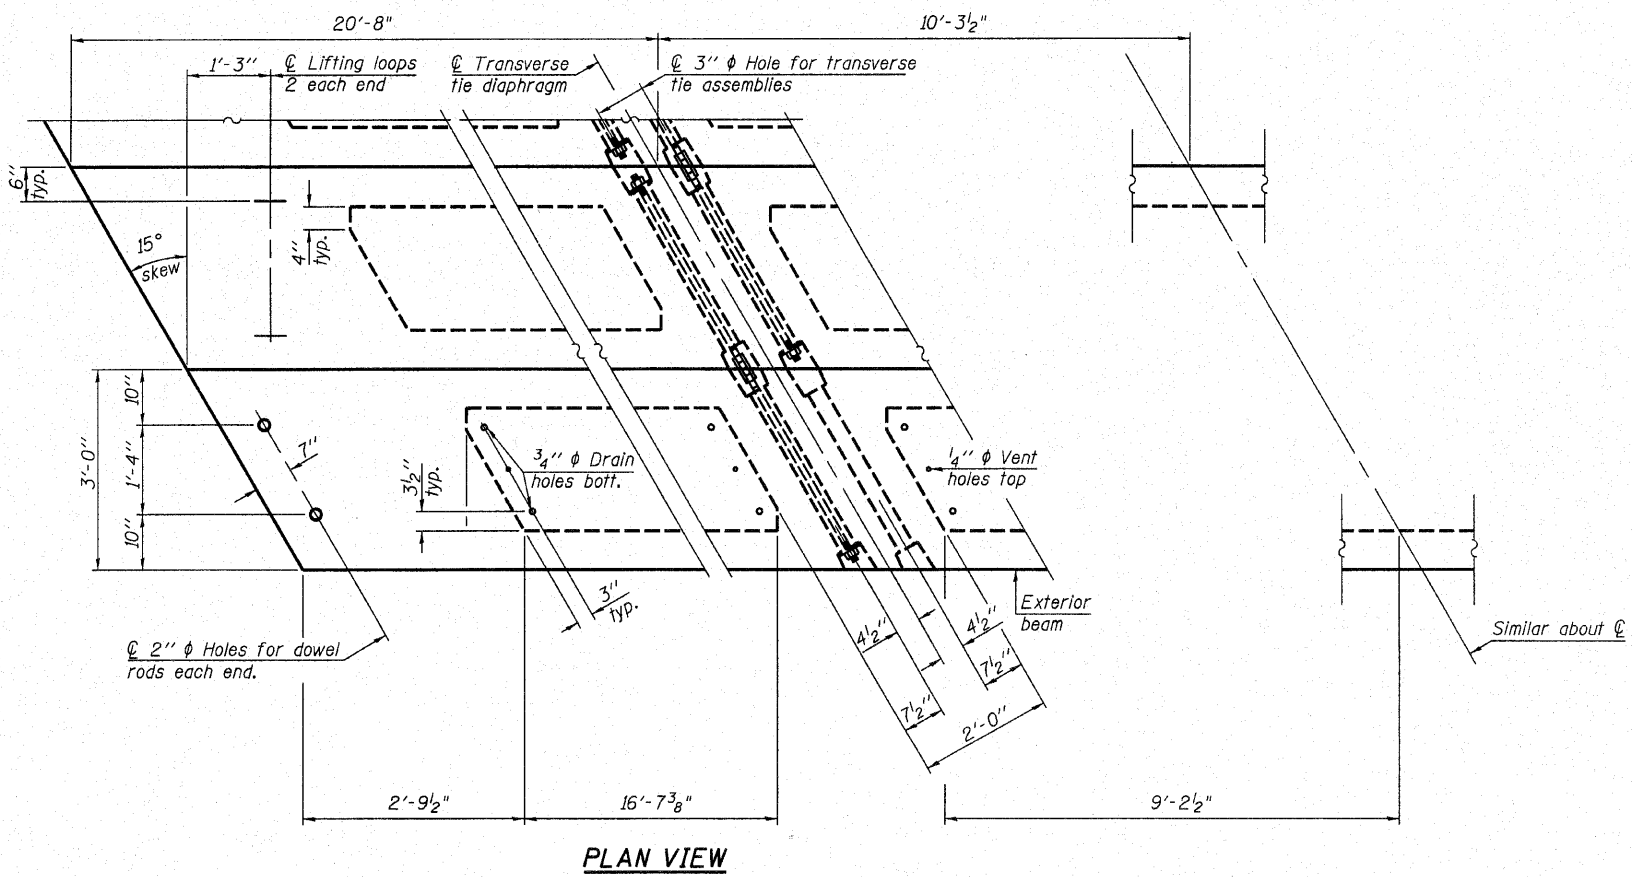 20'-8"
10'-3½"
1'-3"
℄ Lifting loops
2 each end
℄ Transverse
tie diaphragm
℄ 3" φ Hole for transverse
tie assemblies
6"
typ.
15°
skew
4"
typ.
3'-0"
10"
1'-4"
10"
7"
3½"
typ.
¾" φ Drain
holes bott.
¼" φ Vent
holes top
3"
typ.
℄ 2" φ Holes for dowel
rods each end.
4½"
4½"
7½"
7½"
2'-0"
Exterior
beam
Similar about ℄
2'-9½"
16'-7⅜"
9'-2½"
PLAN VIEW